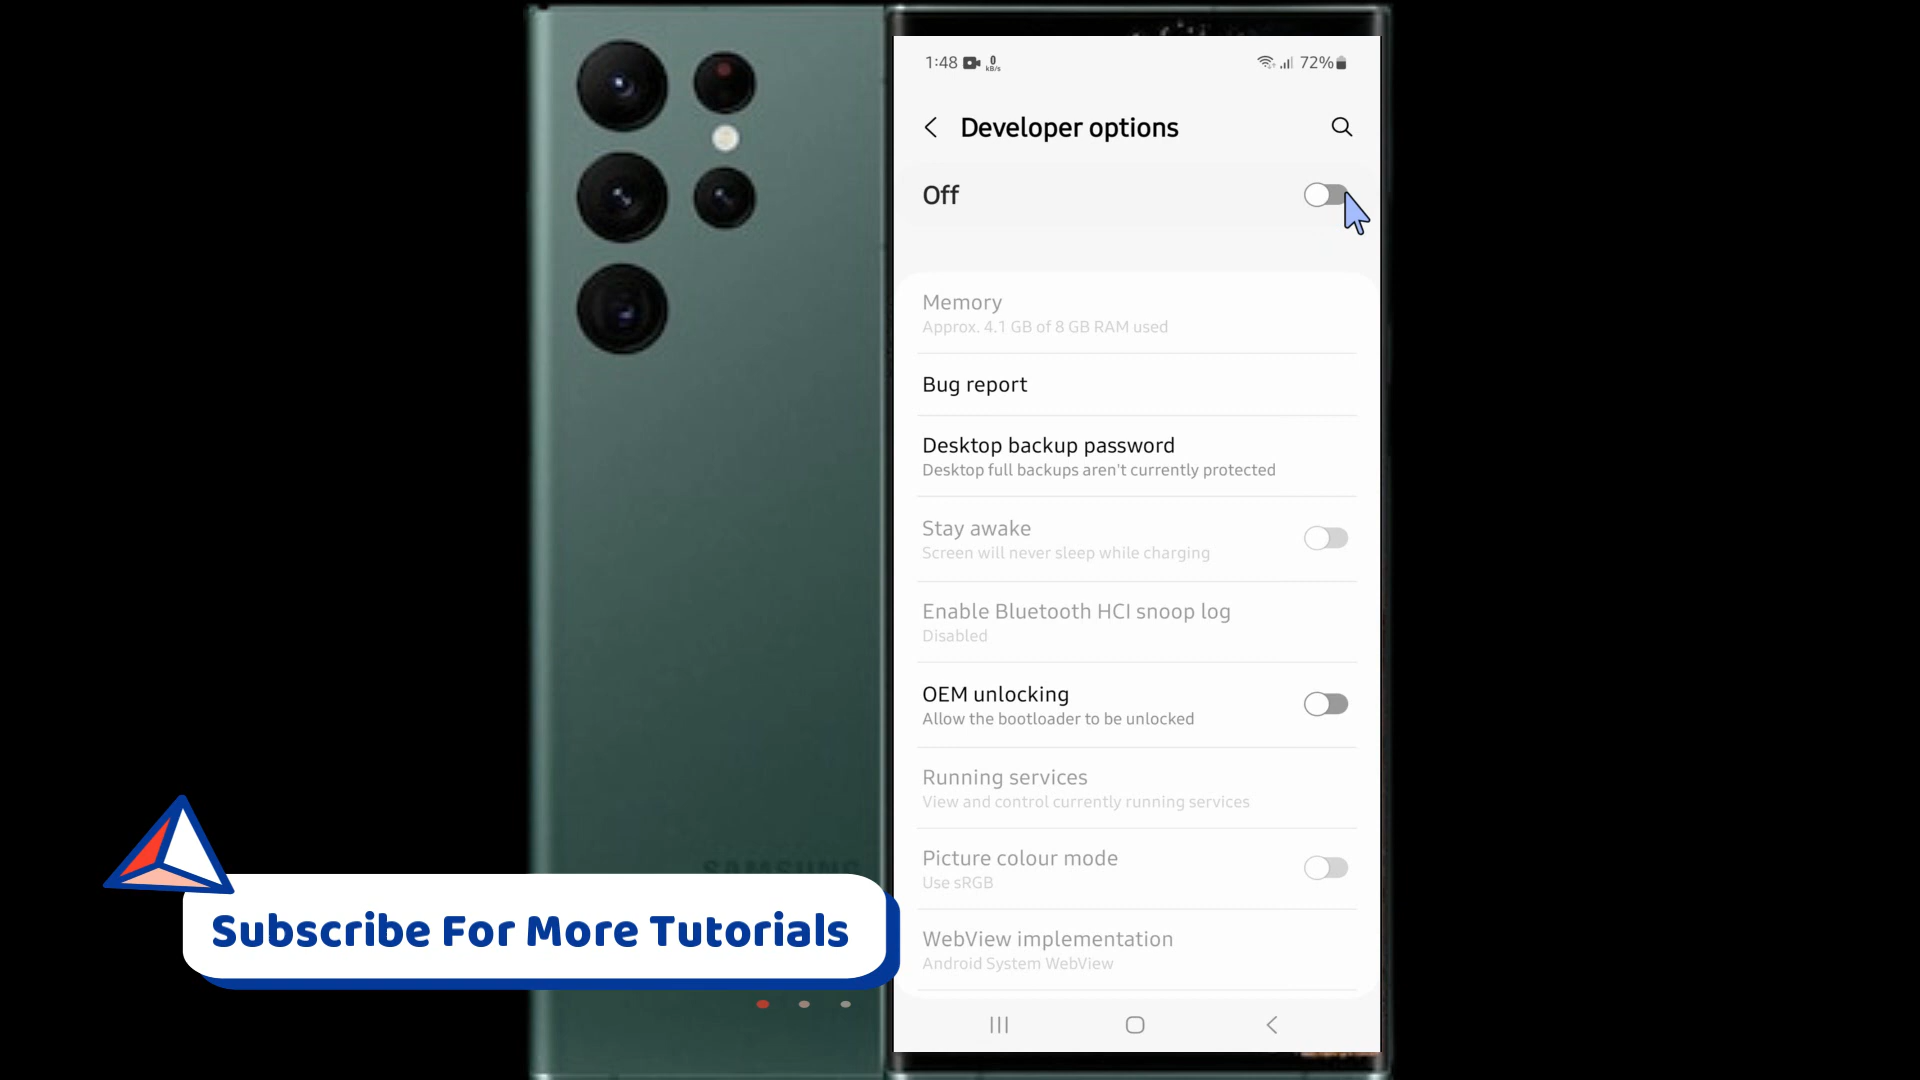 1:48
0
kB/s
72%
Developer options
Off
Memory
Approx. 4.1 GB of 8 GB RAM used
Bug report
Desktop backup password
Desktop full backups aren't currently protected
Stay awake
Screen will never sleep while charging
Enable Bluetooth HCI snoop log
Disabled
OEM unlocking
Allow the bootloader to be unlocked
Running services
View and control currently running services
Picture colour mode
Use sRGB
WebView implementation
Android System WebView
SAMSUNG
Subscribe For More Tutorials